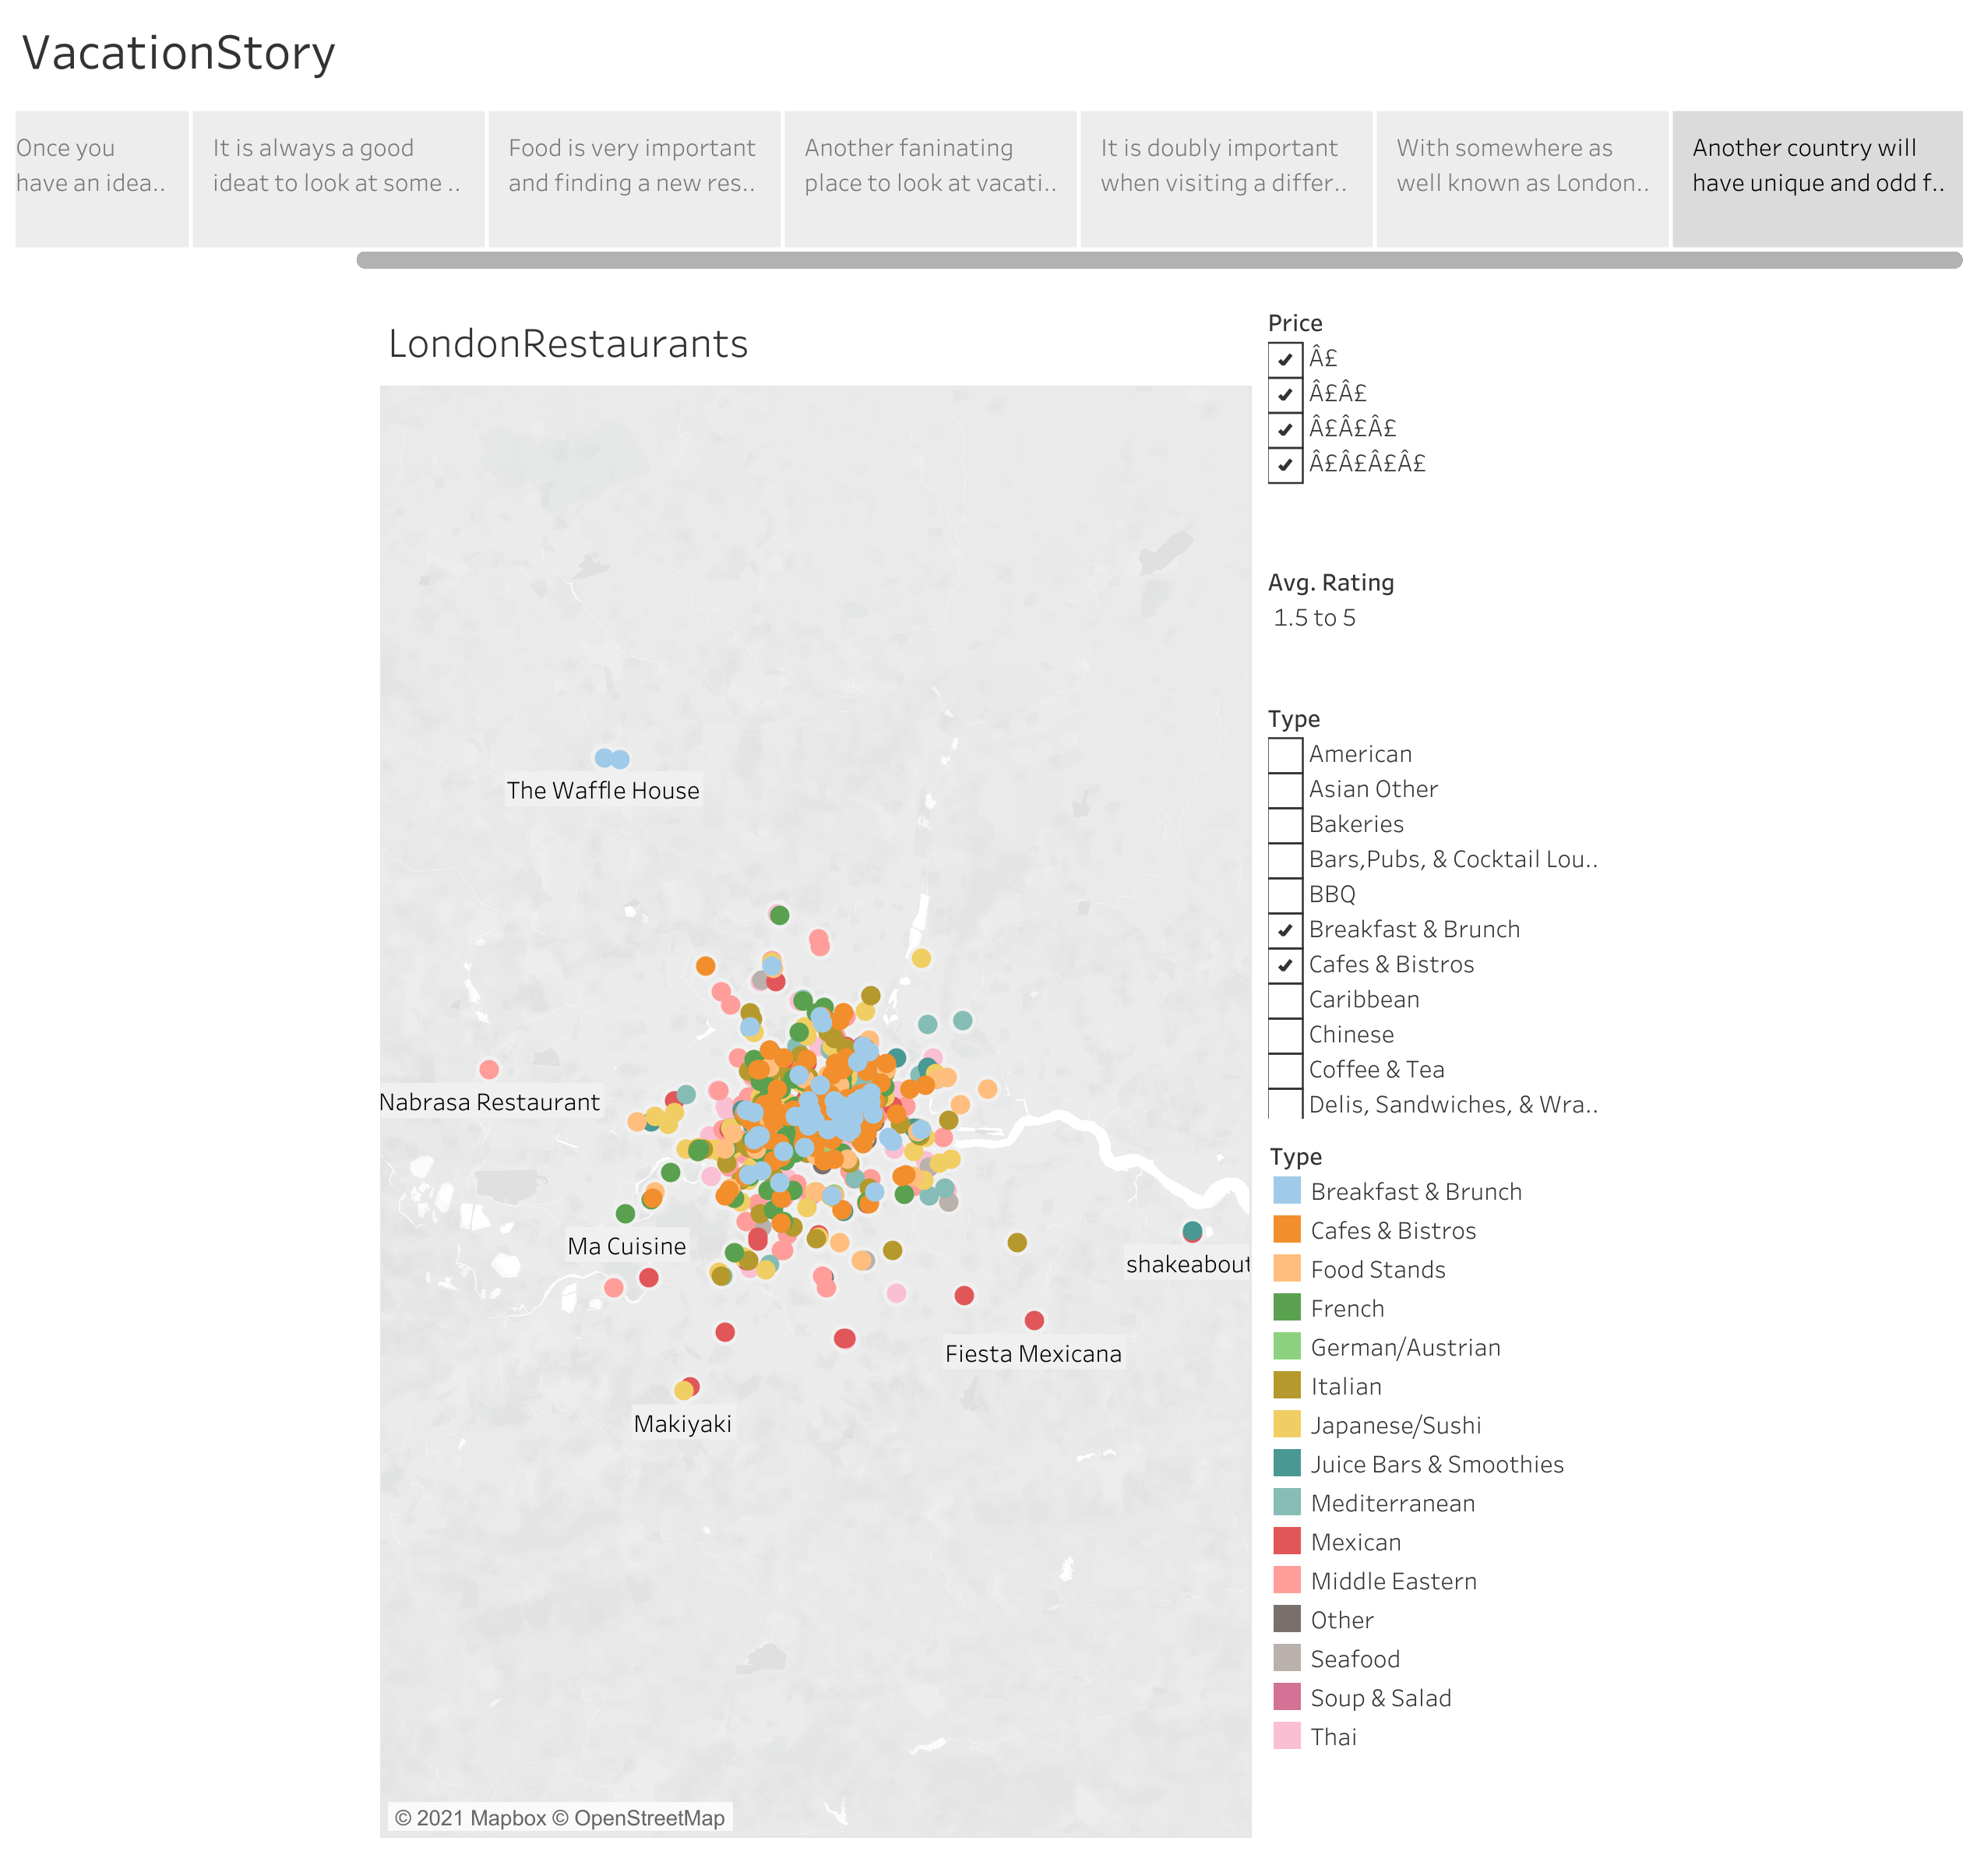 VacationStory
Once you
have an idea..
It is always a good
ideat to look at some ..
Food is very important
and finding a new res..
Another faninating
place to look at vacati..
It is doubly important
when visiting a differ..
With somewhere as
well known as London..
Another country will
have unique and odd f..
LondonRestaurants
The Waffle House
Nabrasa Restaurant
Ma Cuisine
shakeabout
Fiesta Mexicana
Makiyaki
© 2021 Mapbox © OpenStreetMap
Price
Â£
Â£Â£
Â£Â£Â£
Â£Â£Â£Â£
Avg. Rating
1.5 to 5
Type
American
Asian Other
Bakeries
Bars,Pubs, & Cocktail Lou..
BBQ
Breakfast & Brunch
Cafes & Bistros
Caribbean
Chinese
Coffee & Tea
Delis, Sandwiches, & Wra..
Type
Breakfast & Brunch
Cafes & Bistros
Food Stands
French
German/Austrian
Italian
Japanese/Sushi
Juice Bars & Smoothies
Mediterranean
Mexican
Middle Eastern
Other
Seafood
Soup & Salad
Thai